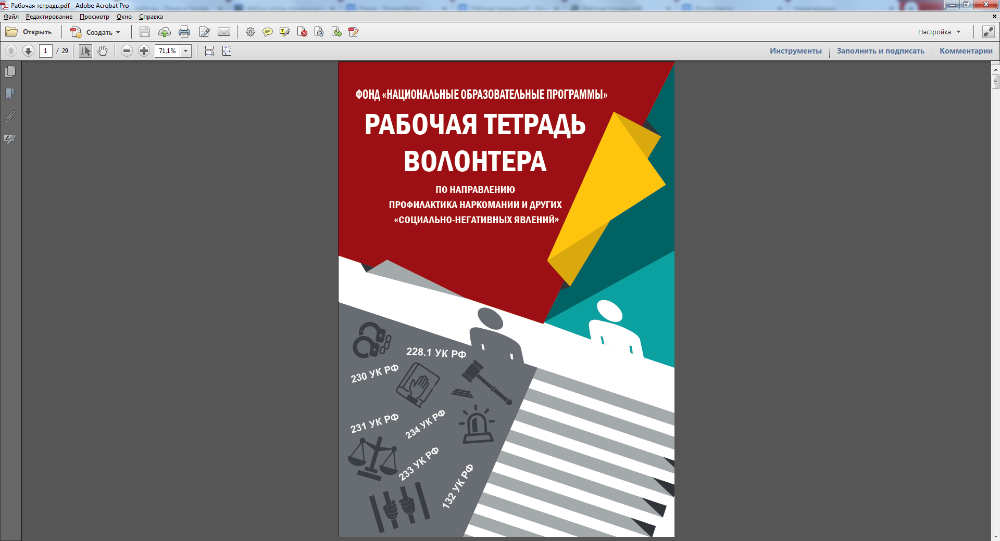 Рабочая тетрадь.pdf - Adobe Acrobat Pro
Файл Редактирование Просмотр Окно Справка
Открыть Создать Настройка
1 / 29 71,1% Инструменты Заполнить и подписать Комментарии
ФОНД «НАЦИОНАЛЬНЫЕ ОБРАЗОВАТЕЛЬНЫЕ ПРОГРАММЫ»
РАБОЧАЯ ТЕТРАДЬ
ВОЛОНТЕРА
ПО НАПРАВЛЕНИЮ
ПРОФИЛАКТИКА НАРКОМАНИИ И ДРУГИХ
«СОЦИАЛЬНО-НЕГАТИВНЫХ ЯВЛЕНИЙ»
228.1 УК РФ
230 УК РФ
231 УК РФ
234 УК РФ
233 УК РФ
132 УК РФ